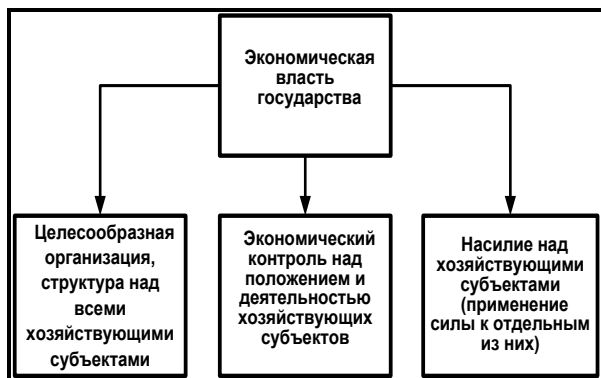 Экономическая
власть
государства
Целесообразная
организация,
структура над
всеми
хозяйствующими
субъектами
Экономический
контроль над
положением и
деятельностью
хозяйствующих
субъектов
Насилие над
хозяйствующими
субъектами
(применение
силы к отдельным
из них)